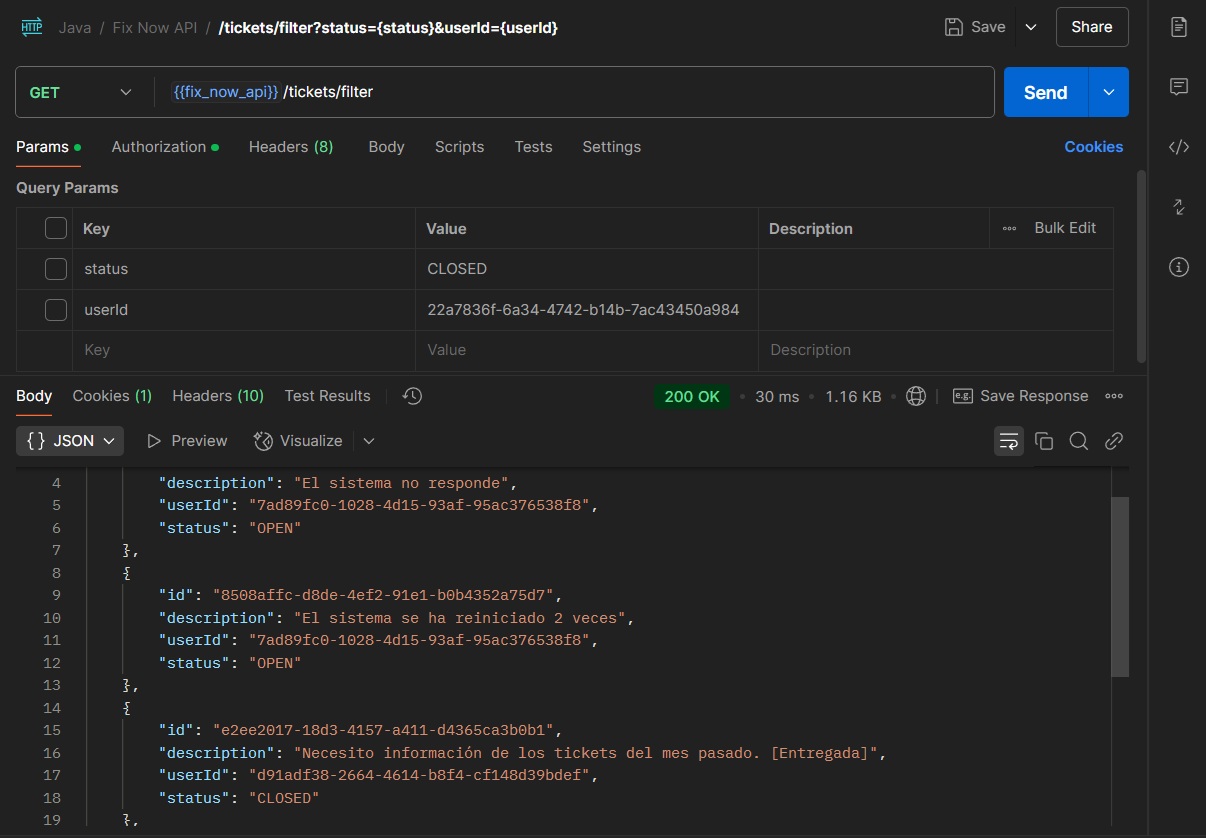 HTTP Java / Fix Now API / /tickets/filter?status={status}&userId={userId} Save Share
GET {{fix_now_api}} /tickets/filter Send
Params Authorization Headers (8) Body Scripts Tests Settings Cookies
Query Params
Key Value Description Bulk Edit
status CLOSED
userId 22a7836f-6a34-4742-b14b-7ac43450a984
Key Value Description
Body Cookies (1) Headers (10) Test Results 200 OK 30 ms 1.16 KB e.g. Save Response
{} JSON Preview Visualize
4 "description": "El sistema no responde",
5 "userId": "7ad89fc0-1028-4d15-93af-95ac376538f8",
6 "status": "OPEN"
7 },
8 {
9 "id": "8508affc-d8de-4ef2-91e1-b0b4352a75d7",
10 "description": "El sistema se ha reiniciado 2 veces",
11 "userId": "7ad89fc0-1028-4d15-93af-95ac376538f8",
12 "status": "OPEN"
13 },
14 {
15 "id": "e2ee2017-18d3-4157-a411-d4365ca3b0b1",
16 "description": "Necesito información de los tickets del mes pasado. [Entregada]",
17 "userId": "d91adf38-2664-4614-b8f4-cf148d39bdef",
18 "status": "CLOSED"
19 },